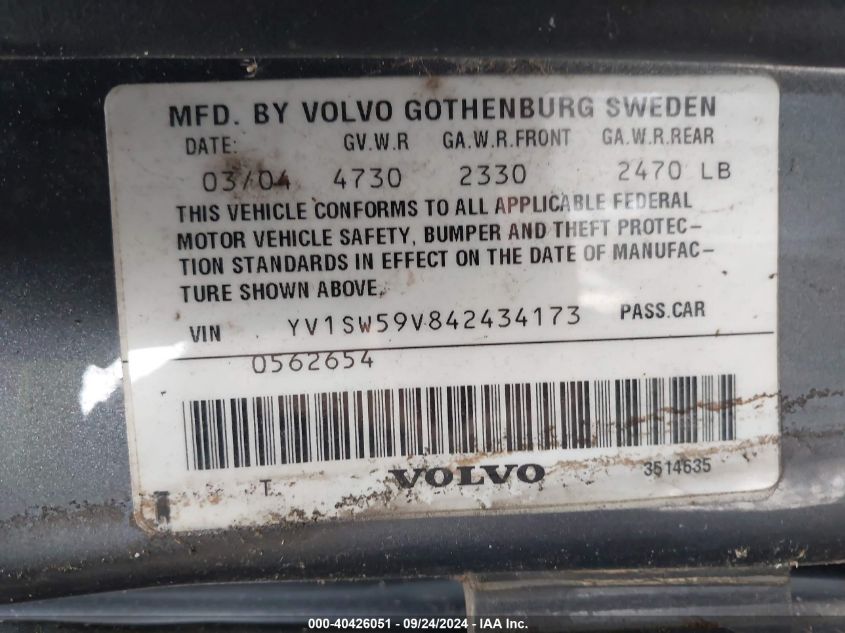 MFD. BY VOLVO GOTHENBURG SWEDEN
DATE: GV.W.R GA.W.R.FRONT GA.W.R.REAR
03/04 4730 2330 2470 LB
THIS VEHICLE CONFORMS TO ALL APPLICABLE FEDERAL
MOTOR VEHICLE SAFETY, BUMPER AND THEFT PROTEC-
TION STANDARDS IN EFFECT ON THE DATE OF MANUFAC-
TURE SHOWN ABOVE.
VIN YV1SW59V842434173 PASS.CAR
0562654
T VOLVO 3514635
000-40426051 - 09/24/2024 - IAA, Inc.